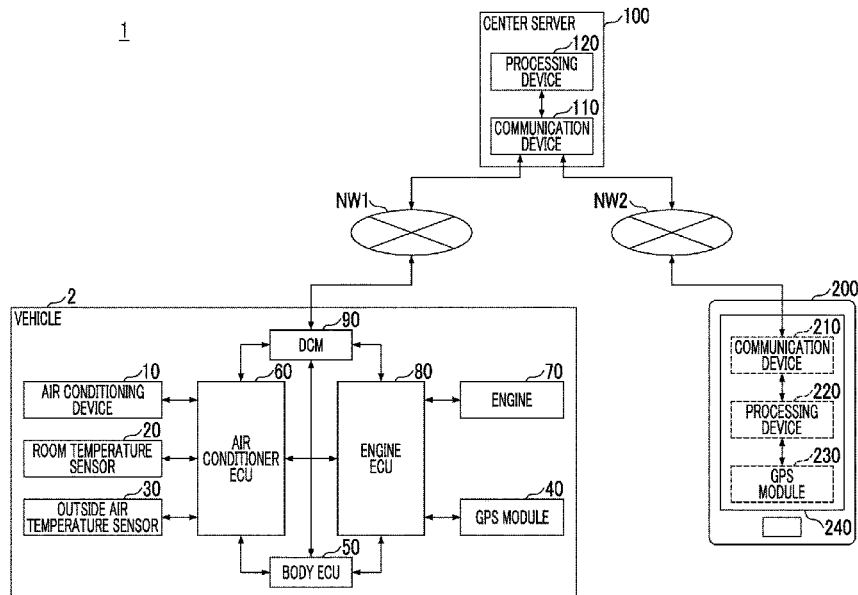 1
CENTER SERVER
100
120
PROCESSING
DEVICE
110
COMMUNICATION
DEVICE
NW1
NW2
2
VEHICLE
90
DCM
10
AIR CONDITIONING
DEVICE
60
AIR
CONDITIONER
ECU
80
ENGINE
ECU
70
ENGINE
20
ROOM TEMPERATURE
SENSOR
30
OUTSIDE AIR
TEMPERATURE SENSOR
40
GPS MODULE
50
BODY ECU
200
210
COMMUNICATION
DEVICE
220
PROCESSING
DEVICE
230
GPS
MODULE
240